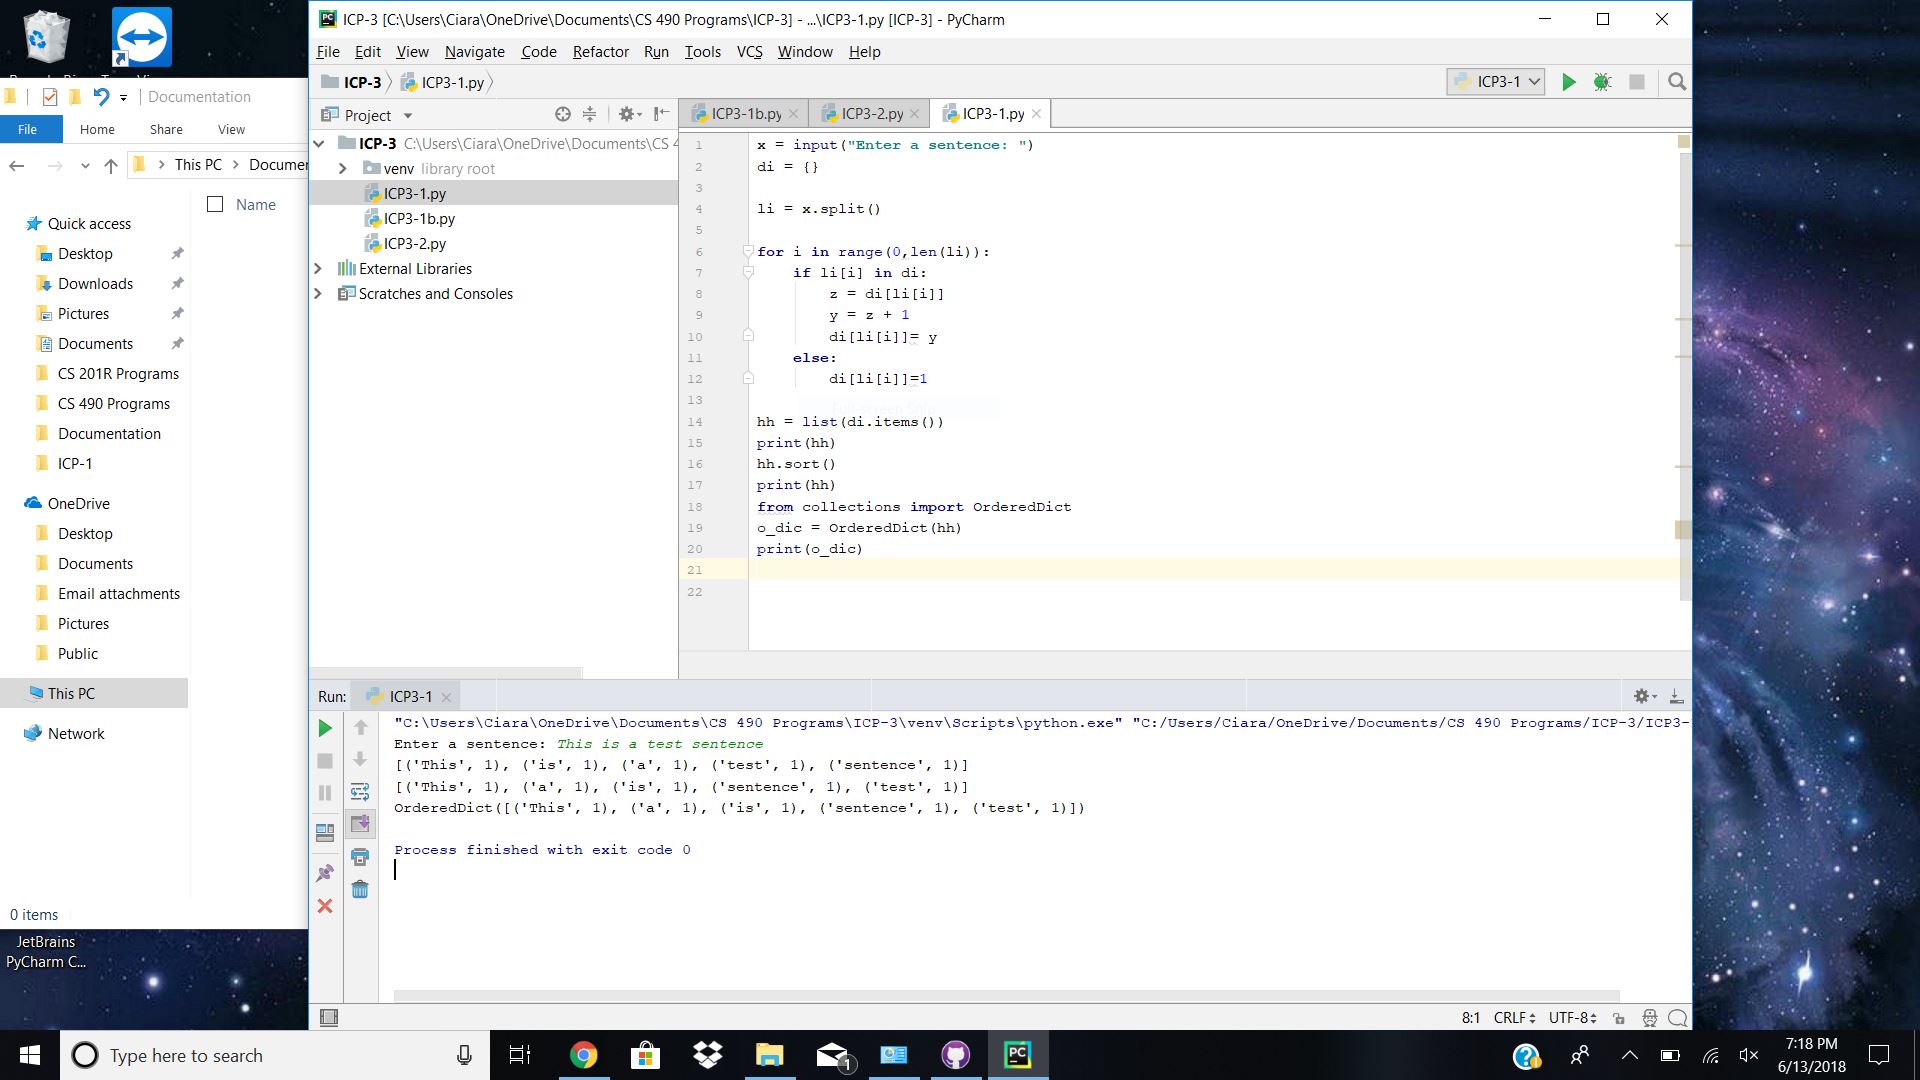 ICP-3 [C:\Users\Ciara\OneDrive\Documents\CS 490 Programs\ICP-3] - ...\ICP3-1.py [ICP-3] - PyCharm
File Edit View Navigate Code Refactor Run Tools VCS Window Help
ICP-3 ICP3-1.py
ICP3-1
Documentation
File Home Share View
This PC Documer
Name
Quick access
Desktop
Downloads
Pictures
Documents
CS 201R Programs
CS 490 Programs
Documentation
ICP-1
OneDrive
Desktop
Documents
Email attachments
Pictures
Public
This PC
Network
0 items
JetBrains
PyCharm C...
Project
ICP-3 C:\Users\Ciara\OneDrive\Documents\CS 4
venv library root
ICP3-1.py
ICP3-1b.py
ICP3-2.py
External Libraries
Scratches and Consoles
ICP3-1b.py ICP3-2.py ICP3-1.py
1 x = input("Enter a sentence: ")
2 di = {}
3
4 li = x.split()
5
6 for i in range(0,len(li)):
7 if li[i] in di:
8 z = di[li[i]]
9 y = z + 1
10 di[li[i]]= y
11 else:
12 di[li[i]]=1
13
14 hh = list(di.items())
15 print(hh)
16 hh.sort()
17 print(hh)
18 from collections import OrderedDict
19 o_dic = OrderedDict(hh)
20 print(o_dic)
21
22
Run: ICP3-1
"C:\Users\Ciara\OneDrive\Documents\CS 490 Programs\ICP-3\venv\Scripts\python.exe" "C:/Users/Ciara/OneDrive/Documents/CS 490 Programs/ICP-3/ICP3-
Enter a sentence: This is a test sentence
[('This', 1), ('is', 1), ('a', 1), ('test', 1), ('sentence', 1)]
[('This', 1), ('a', 1), ('is', 1), ('sentence', 1), ('test', 1)]
OrderedDict([('This', 1), ('a', 1), ('is', 1), ('sentence', 1), ('test', 1)])
Process finished with exit code 0
8:1 CRLF UTF-8
Type here to search
1
7:18 PM
6/13/2018